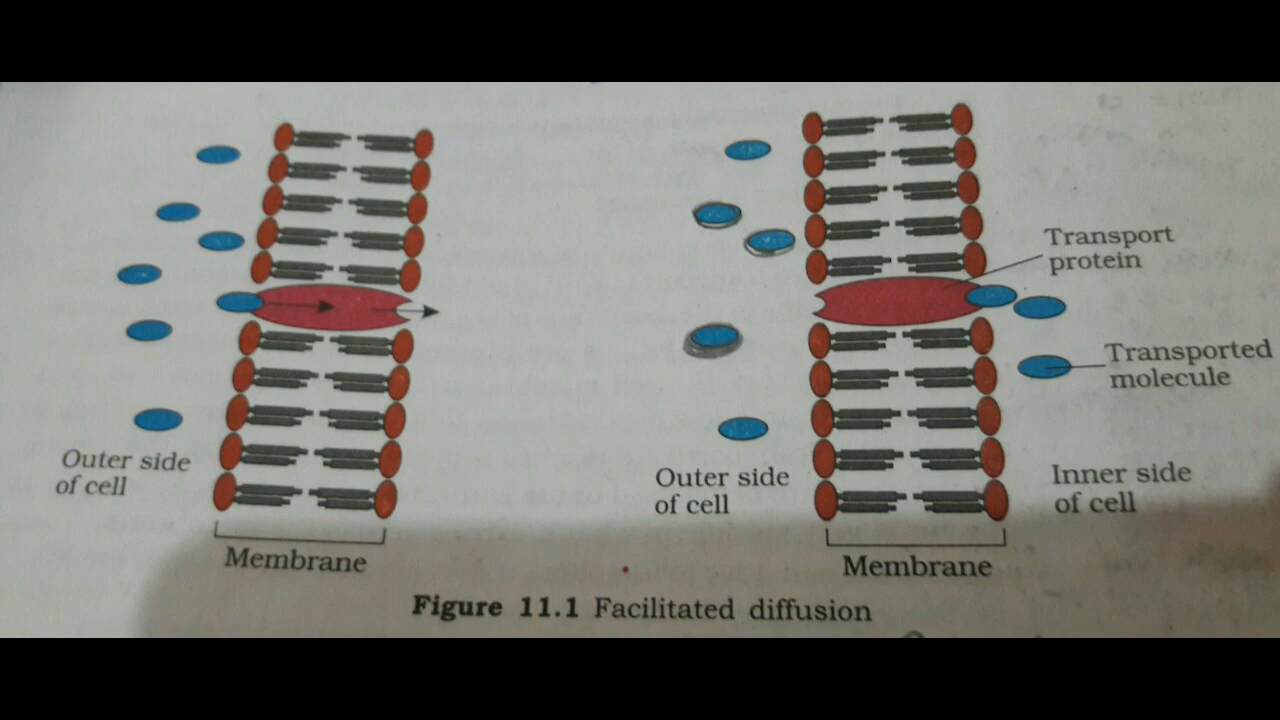 Transport
protein
Transported
molecule
Outer side
of cell
Outer side
of cell
Inner side
of cell
Membrane
Membrane
Figure 11.1 Facilitated diffusion